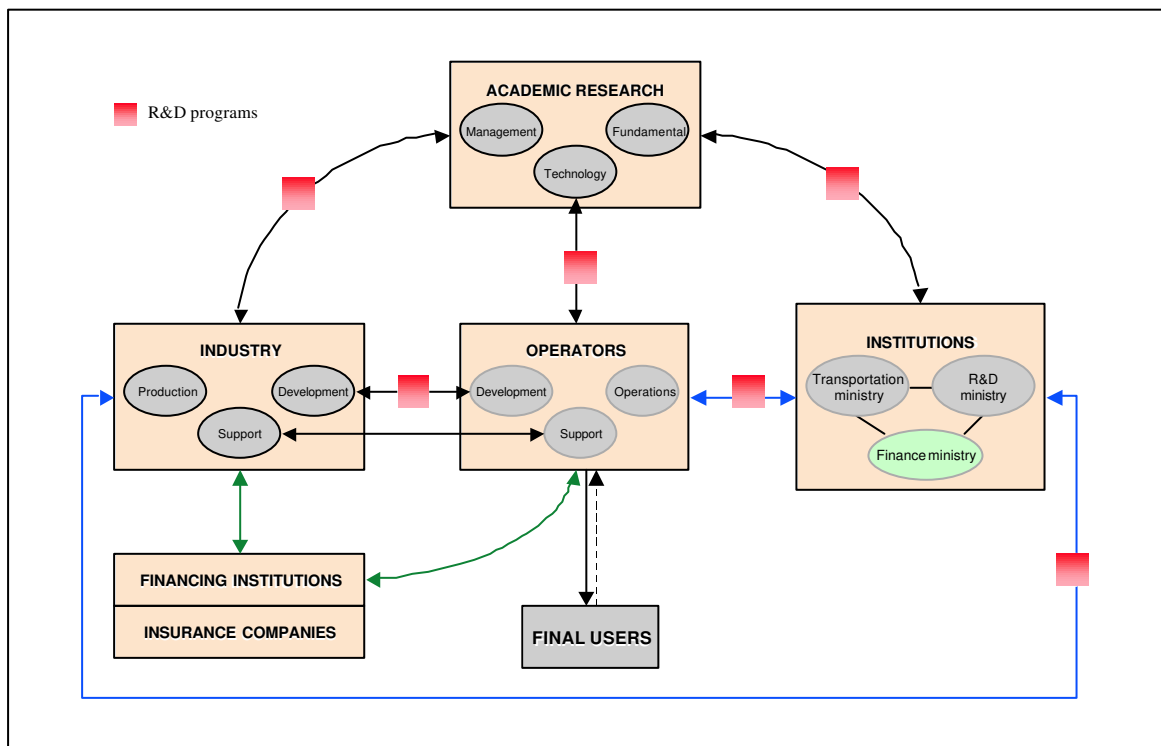 ACADEMIC RESEARCH
R&D programs
Management
Fundamental
Technology
INDUSTRY
Production
Development
Support
OPERATORS
Development
Operations
Support
INSTITUTIONS
Transportation
ministry
R&D
ministry
Finance ministry
FINANCING INSTITUTIONS
INSURANCE COMPANIES
FINAL USERS